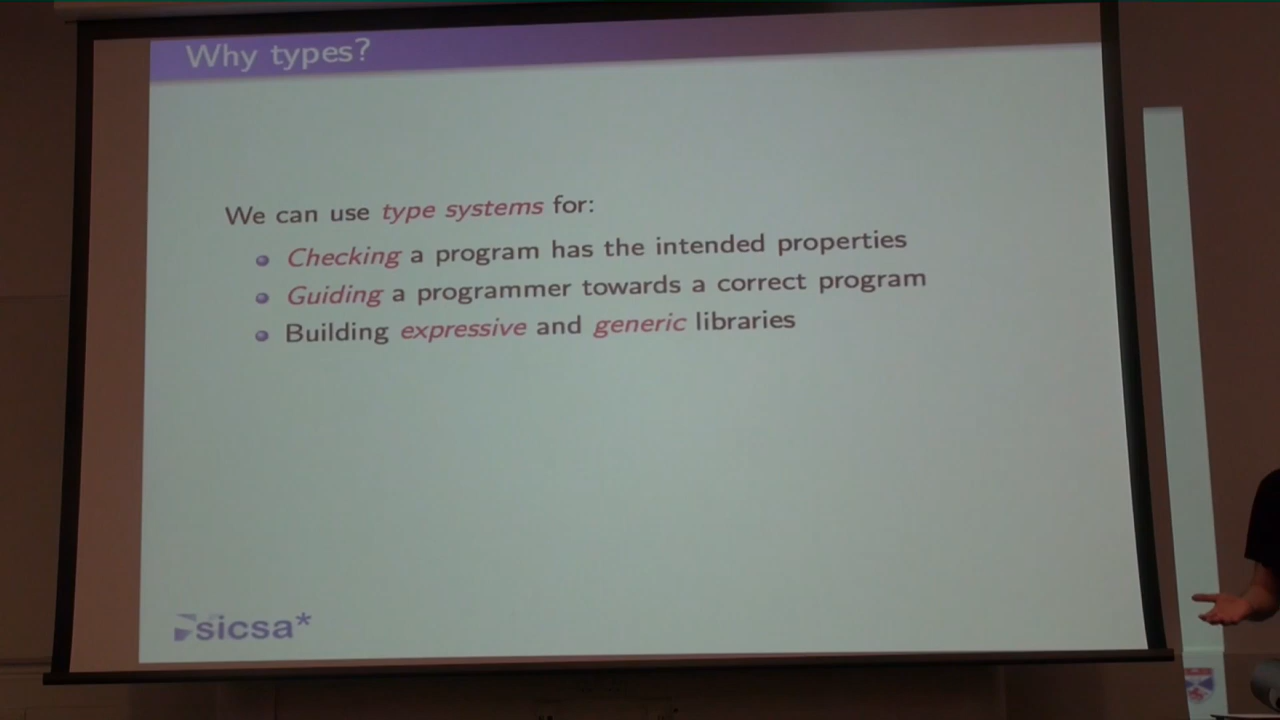 Why types?
We can use type systems for:
Checking a program has the intended properties
Guiding a programmer towards a correct program
Building expressive and generic libraries
sicsa*